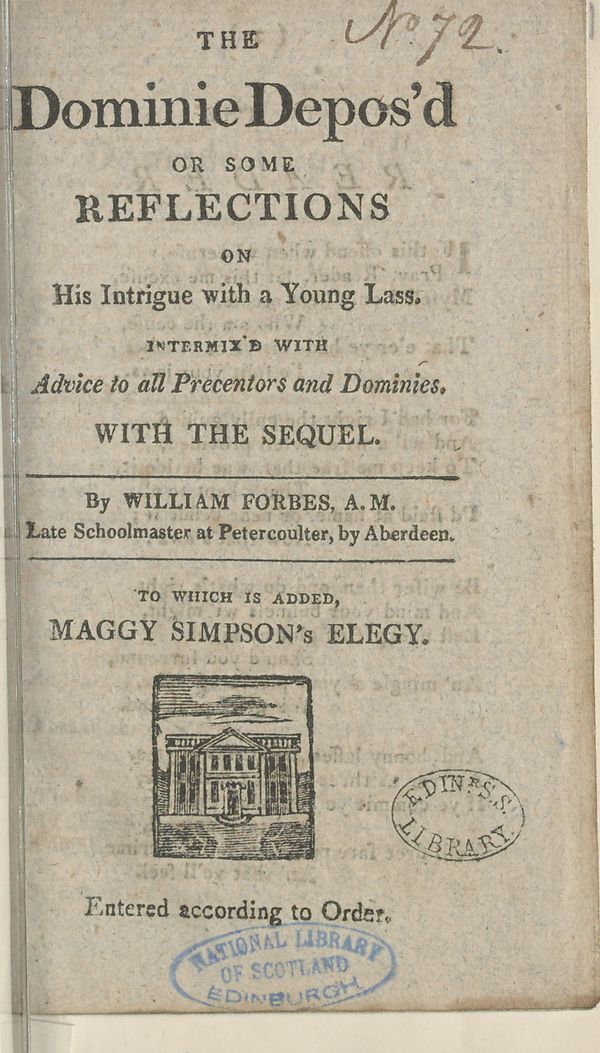 No. 72.
THE
Dominie Depos'd
OR SOME
REFLECTIONS
ON
His Intrigue with a Young Lass.
INTERMIX'D WITH
Advice to all Precentors and Dominies.
WITH THE SEQUEL.
By WILLIAM FORBES, A.M.
Late Schoolmaster at Petercoulter, by Aberdeen.
TO WHICH IS ADDED,
MAGGY SIMPSON's ELEGY.
EDINR. S.S.
LIBRARY.
Entered according to Order.
NATIONAL LIBRARY
OF SCOTLAND
EDINBURGH